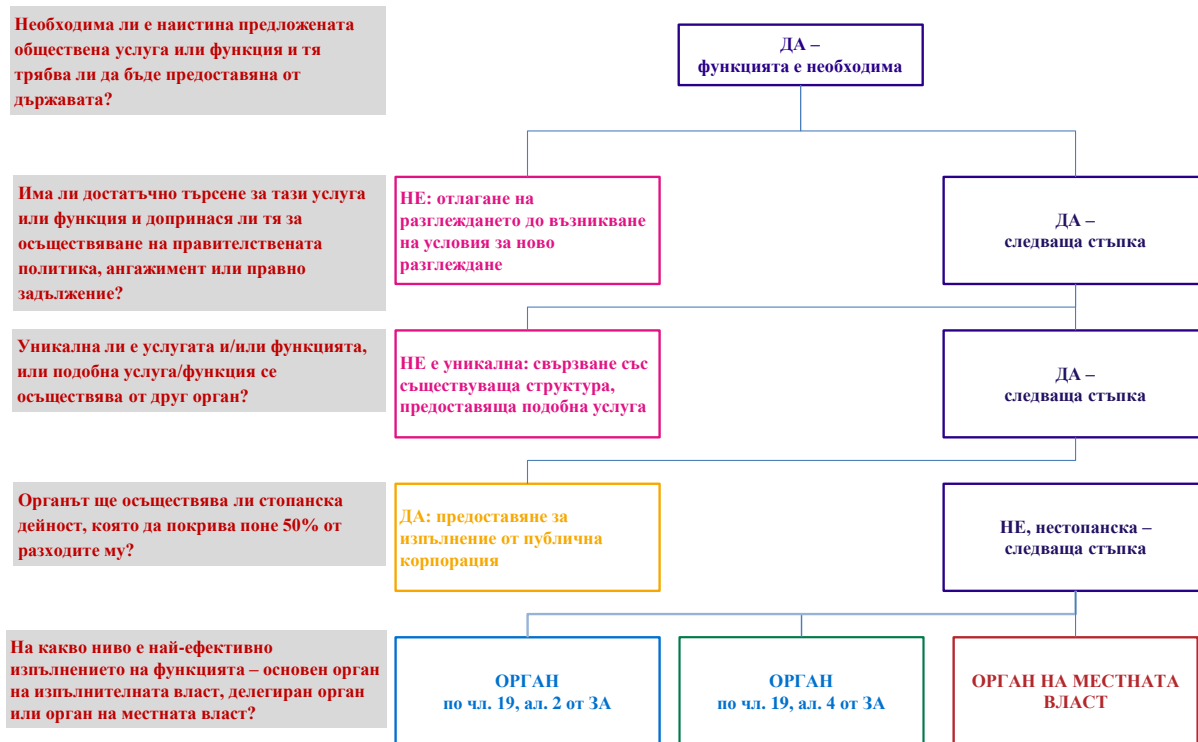 Необходима ли е наистина предложената
обществена услуга или функция и тя
трябва ли да бъде предоставяна от
държавата?
ДА –
функцията е необходима
Има ли достатъчно търсене за тази услуга
или функция и допринася ли тя за
осъществяване на правителствената
политика, ангажимент или правно
задължение?
НЕ: отлагане на
разглеждането до възникване
на условия за ново
разглеждане
ДА –
следваща стъпка
Уникална ли е услугата и/или функцията,
или подобна услуга/функция се
осъществява от друг орган?
НЕ е уникална: свързване със
съществуваща структура,
предоставяща подобна услуга
ДА –
следваща стъпка
Органът ще осъществява ли стопанска
дейност, която да покрива поне 50% от
разходите му?
ДА: предоставяне за
изпълнение от публична
корпорация
НЕ, нестопанска –
следваща стъпка
На какво ниво е най-ефективно
изпълнението на функцията – основен орган
на изпълнителната власт, делегиран орган
или орган на местната власт?
ОРГАН
по чл. 19, ал. 2 от ЗА
ОРГАН
по чл. 19, ал. 4 от ЗА
ОРГАН НА МЕСТНАТА
ВЛАСТ